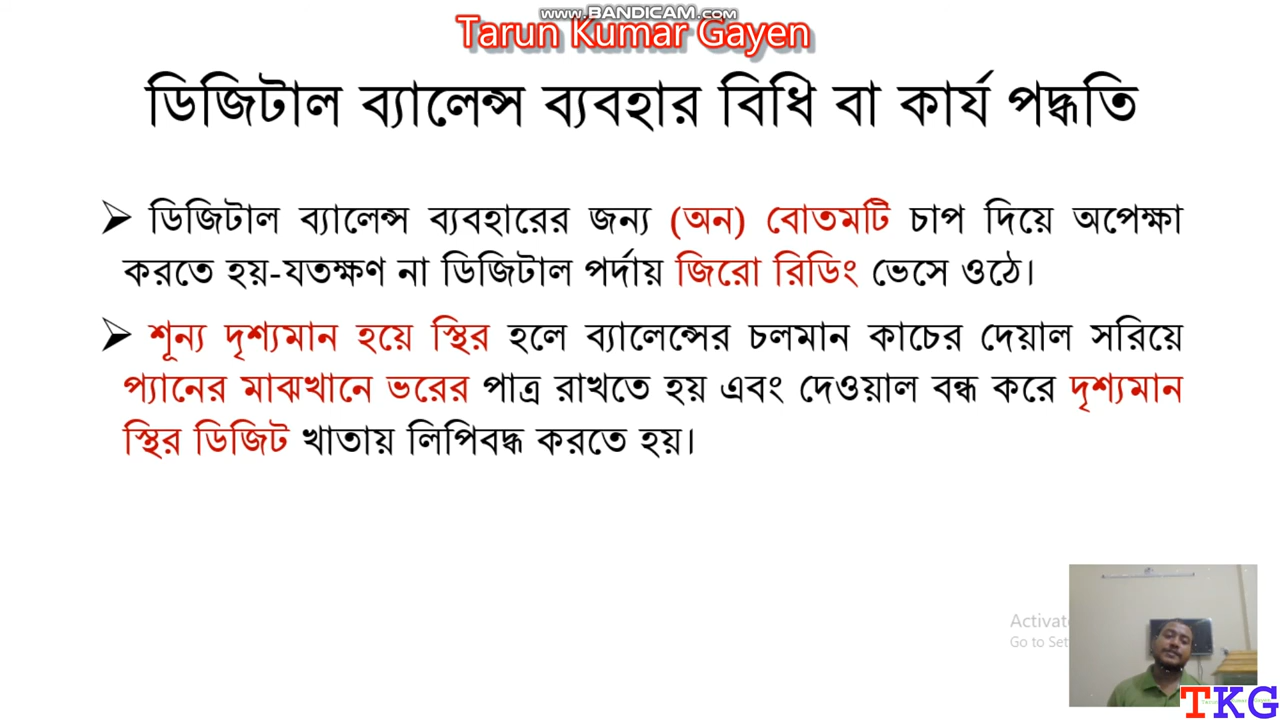 www.BANDICAM.com
Tarun Kumar Gayen
ডিজিটাল ব্যালেন্স ব্যবহার বিধি বা কার্য পদ্ধতি
➢ ডিজিটাল ব্যালেন্স ব্যবহারের জন্য (অন) বোতমটি চাপ দিয়ে অপেক্ষা
করতে হয়-যতক্ষণ না ডিজিটাল পর্দায় জিরো রিডিং ভেসে ওঠে।
➢ শূন্য দৃশ্যমান হয়ে স্থির হলে ব্যালেন্সের চলমান কাচের দেয়াল সরিয়ে
প্যানের মাঝখানে ভরের পাত্র রাখতে হয় এবং দেওয়াল বন্ধ করে দৃশ্যমান
স্থির ডিজিট খাতায় লিপিবদ্ধ করতে হয়।
Activate
Go to Set
TKG